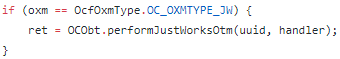 if (oxm == OcfOxmType.OC_OXMTYPE_JW) {
    ret = OCObt.performJustWorksOtm(uuid, handler);
}